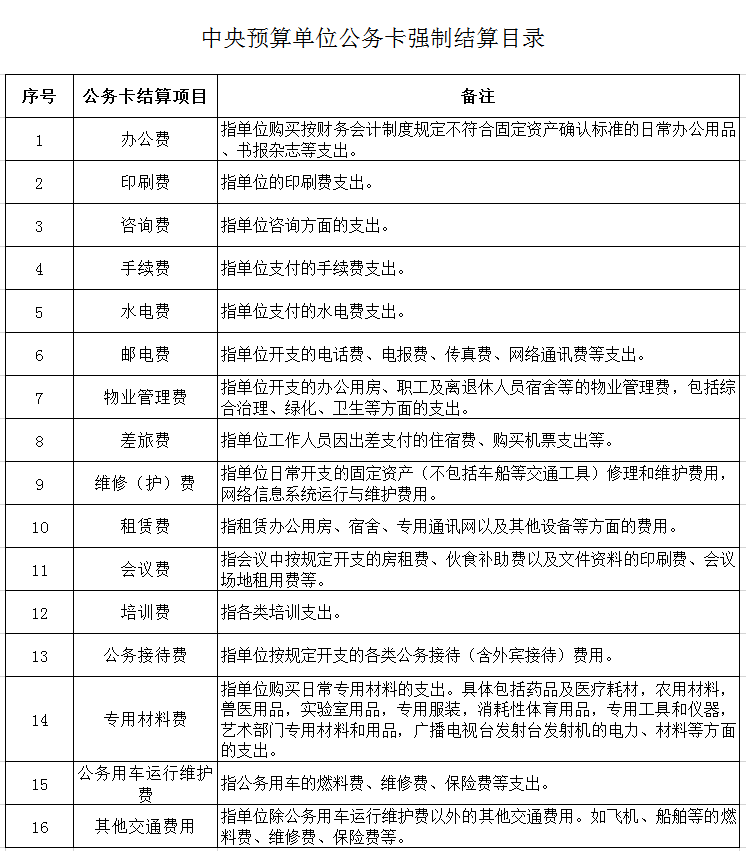 中央预算单位公务卡强制结算目录
序号 公务卡结算项目 备注
1 办公费 指单位购买按财务会计制度规定不符合固定资产确认标准的日常办公用品
、书报杂志等支出。
2 印刷费 指单位的印刷费支出。
3 咨询费 指单位咨询方面的支出。
4 手续费 指单位支付的手续费支出。
5 水电费 指单位支付的水电费支出。
6 邮电费 指单位开支的电话费、电报费、传真费、网络通讯费等支出。
7 物业管理费 指单位开支的办公用房、职工及离退休人员宿舍等的物业管理费，包括综
合治理、绿化、卫生等方面的支出。
8 差旅费 指单位工作人员因出差支付的住宿费、购买机票支出等。
9 维修（护）费 指单位日常开支的固定资产（不包括车船等交通工具）修理和维护费用，
网络信息系统运行与维护费用。
10 租赁费 指租赁办公用房、宿舍、专用通讯网以及其他设备等方面的费用。
11 会议费 指会议中按规定开支的房租费、伙食补助费以及文件资料的印刷费、会议
场地租用费等。
12 培训费 指各类培训支出。
13 公务接待费 指单位按规定开支的各类公务接待（含外宾接待）费用。
14 专用材料费 指单位购买日常专用材料的支出。具体包括药品及医疗耗材，农用材料，
兽医用品，实验室用品，专用服装，消耗性体育用品，专用工具和仪器，
艺术部门专用材料和用品，广播电视台发射台发射机的电力、材料等方面
的支出。
15 公务用车运行维护
费 指公务用车的燃料费、维修费、保险费等支出。
16 其他交通费用 指单位除公务用车运行维护费以外的其他交通费用。如飞机、船舶等的燃
料费、维修费、保险费等。